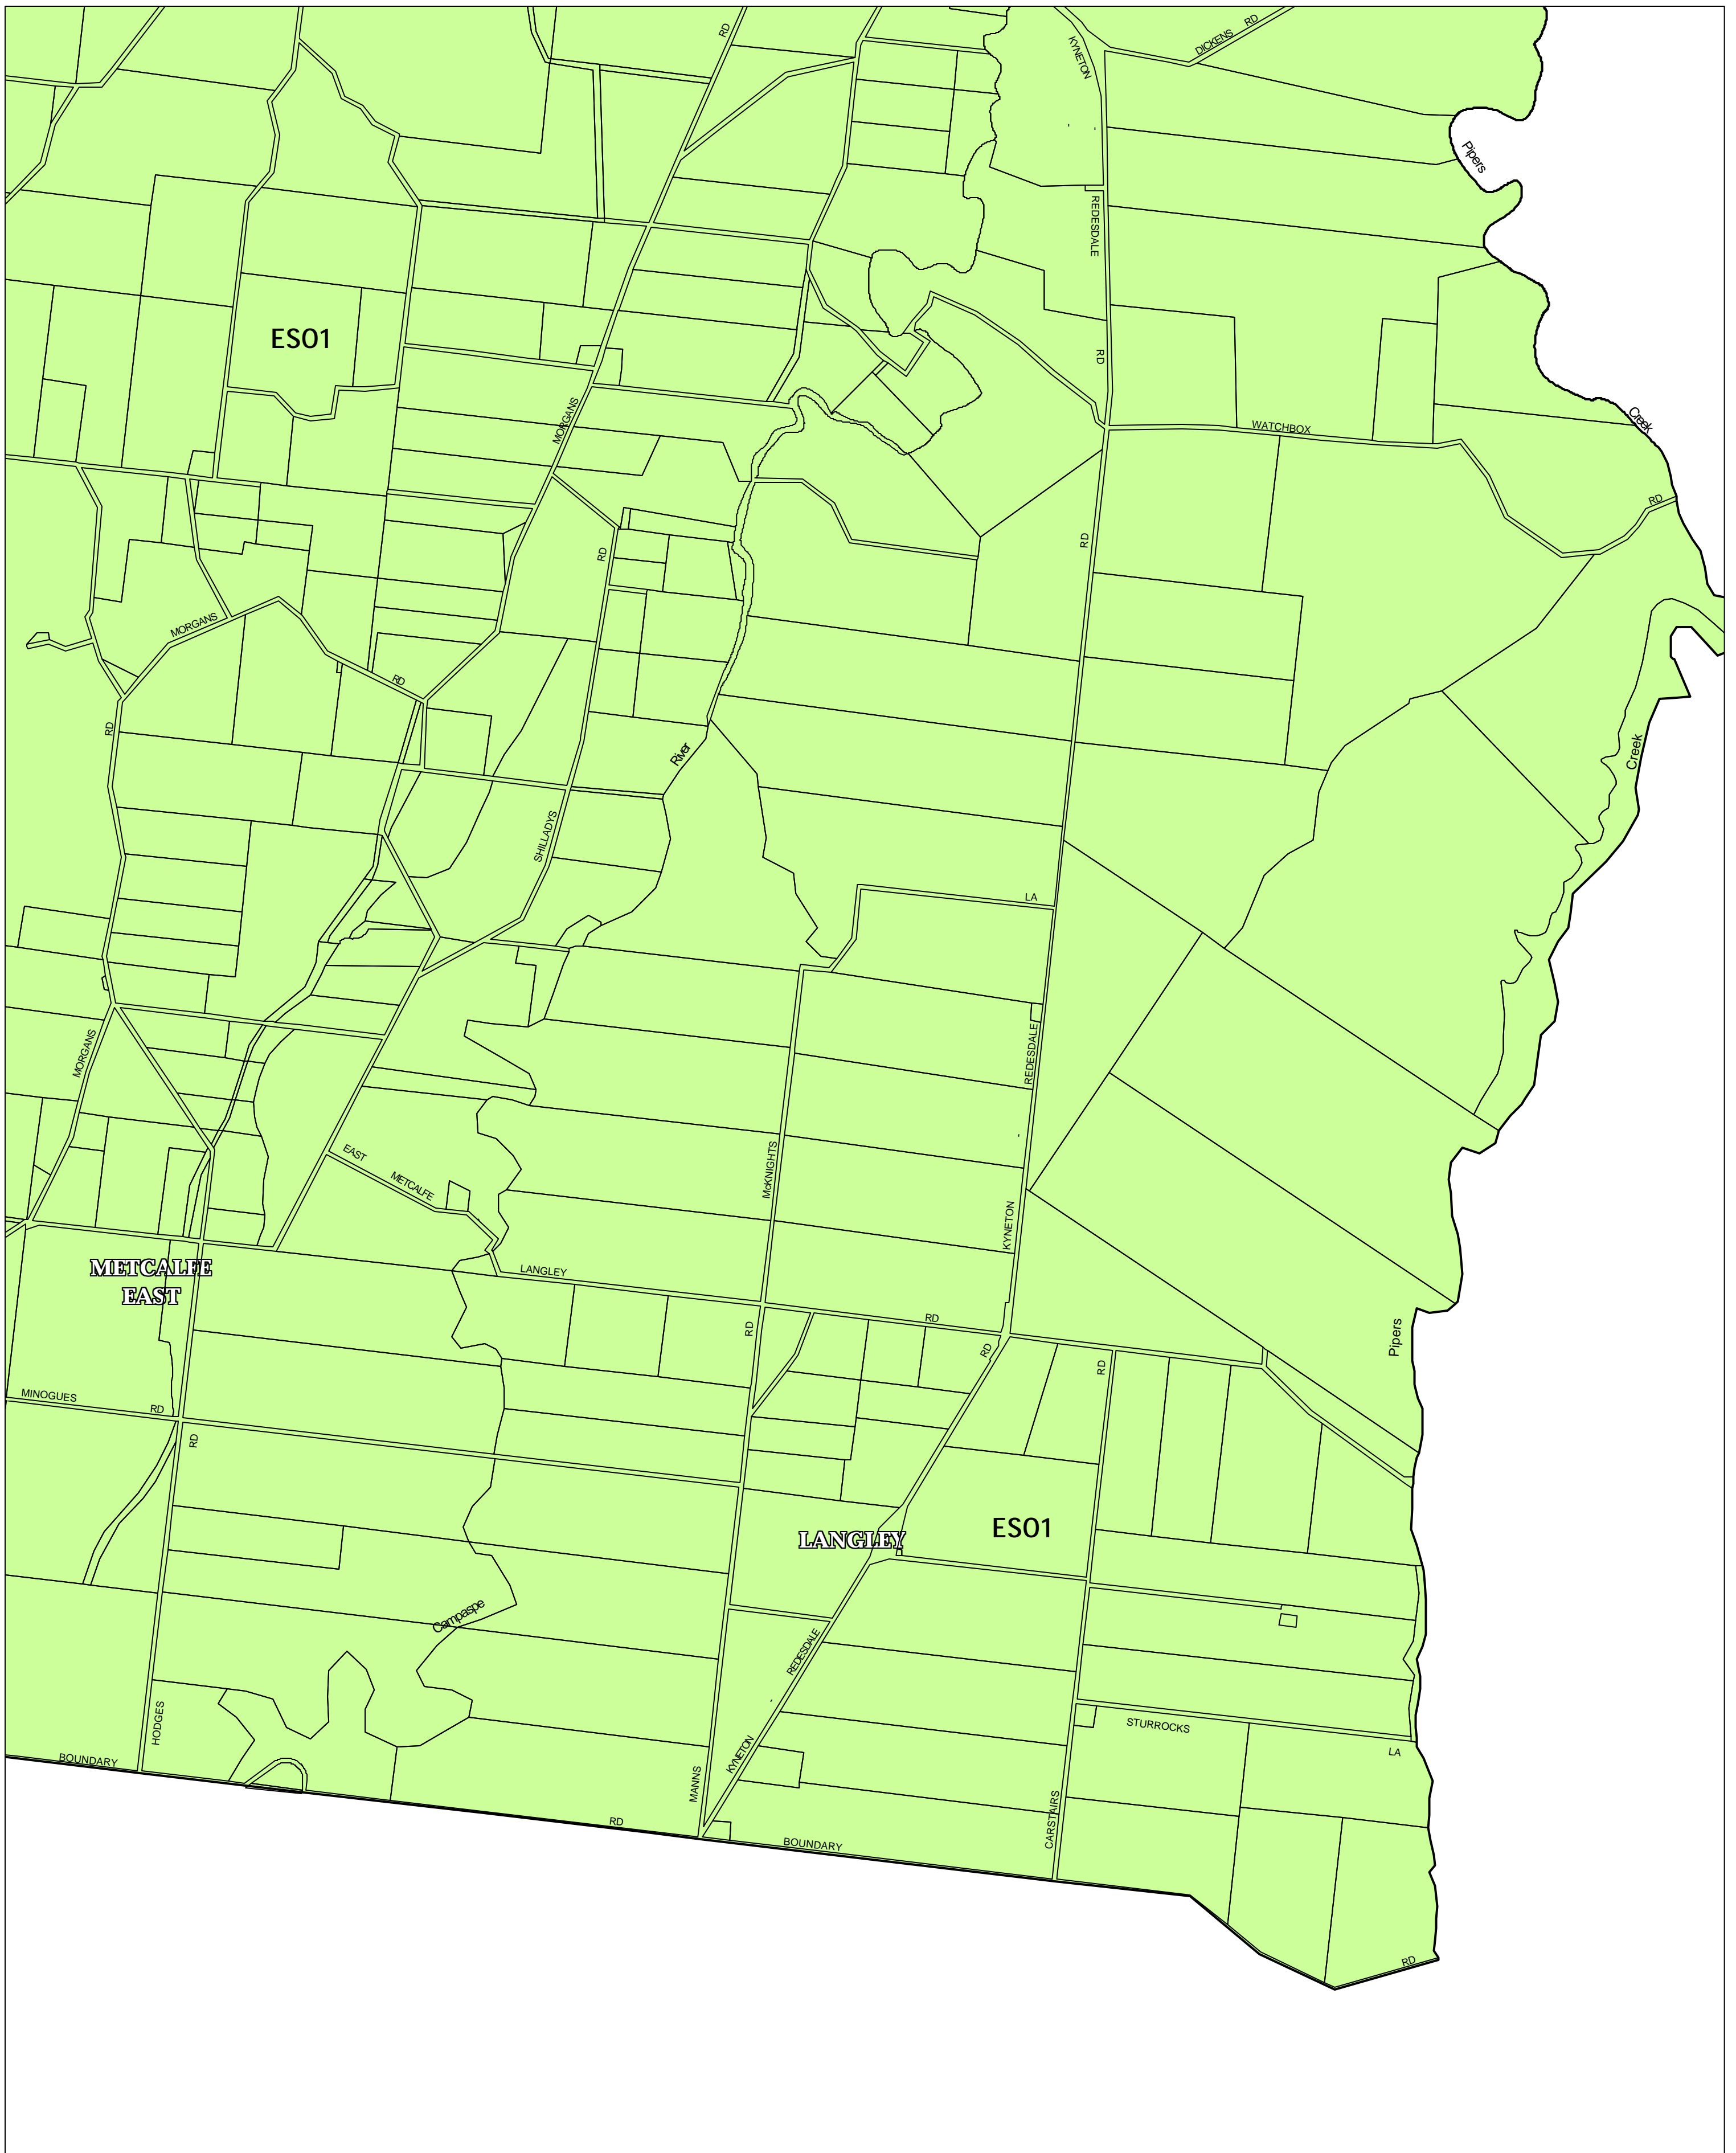 RD
KYNETON
DICKENS RD
Pipers
REDESDALE
ESO1
RD
MORGANS
WATCHBOX
Creek
RD
RD
RD
MORGANS
RD
RD
River
Creek
SHILLADYS
LA
MORGANS
REDESDALE
EAST
METCALFE
McKNIGHTS
KYNETON
METCALFE
EAST
LANGLEY
RD
RD
RD
RD
Pipers
MINOGUES
RD
RD
LANGLEY
ESO1
Campaspe
REDESDALE
HODGES
STURROCKS
LA
BOUNDARY
KYNETON
MANNS
RD
CARSTAIRS
BOUNDARY
RD